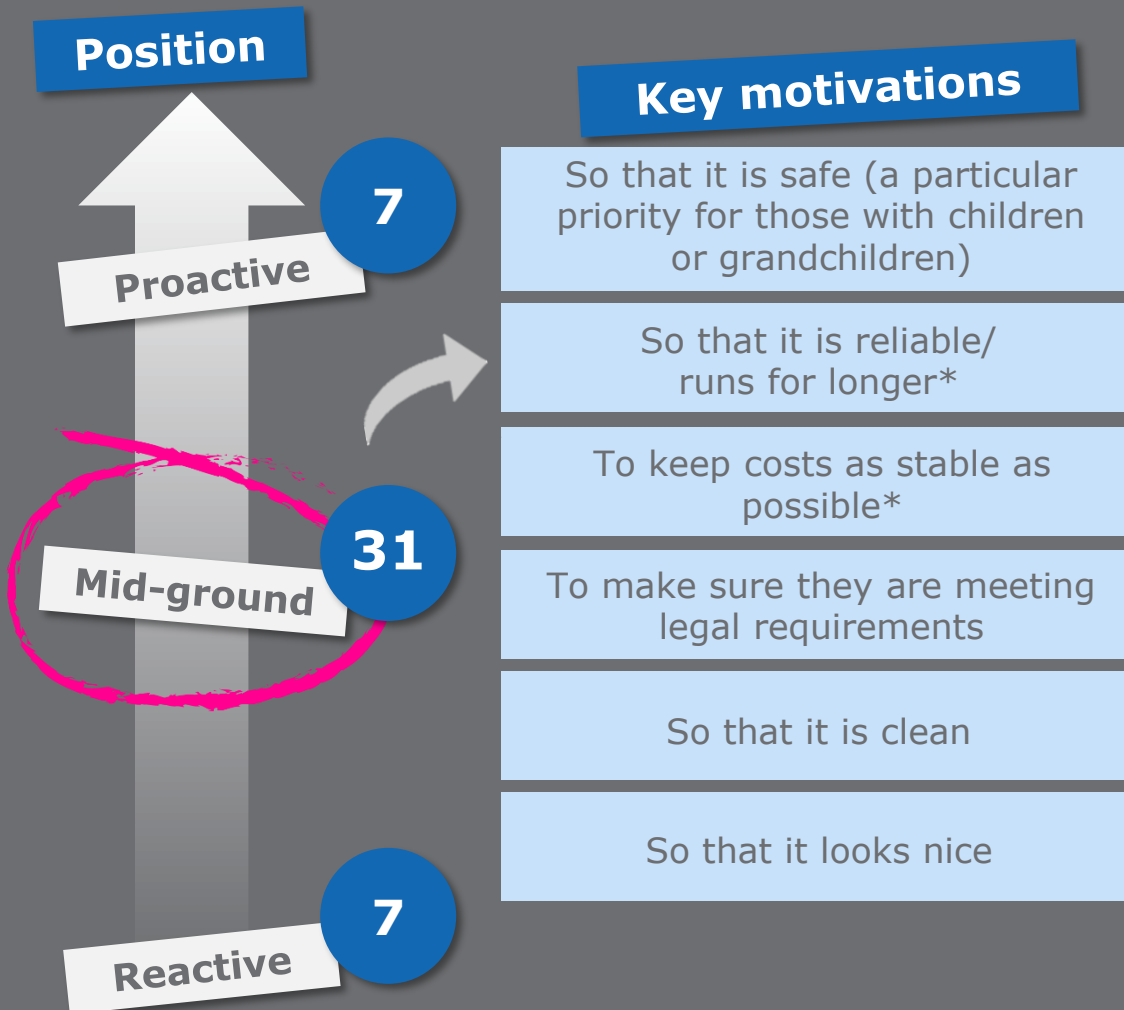 Position
Key motivations
7
Proactive
31
Mid-ground
7
Reactive
So that it is safe (a particular
priority for those with children
or grandchildren)
So that it is reliable/
runs for longer*
To keep costs as stable as
possible*
To make sure they are meeting
legal requirements
So that it is clean
So that it looks nice